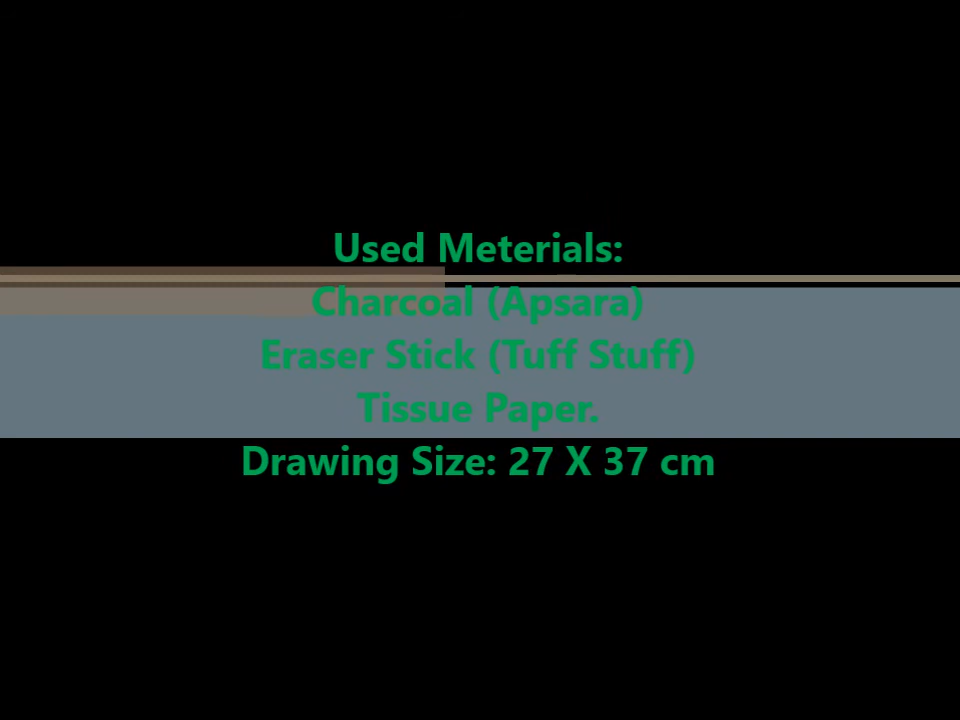 Used Meterials:
Charcoal (Apsara)
Eraser Stick (Tuff Stuff)
Tissue Paper.
Drawing Size: 27 X 37 cm